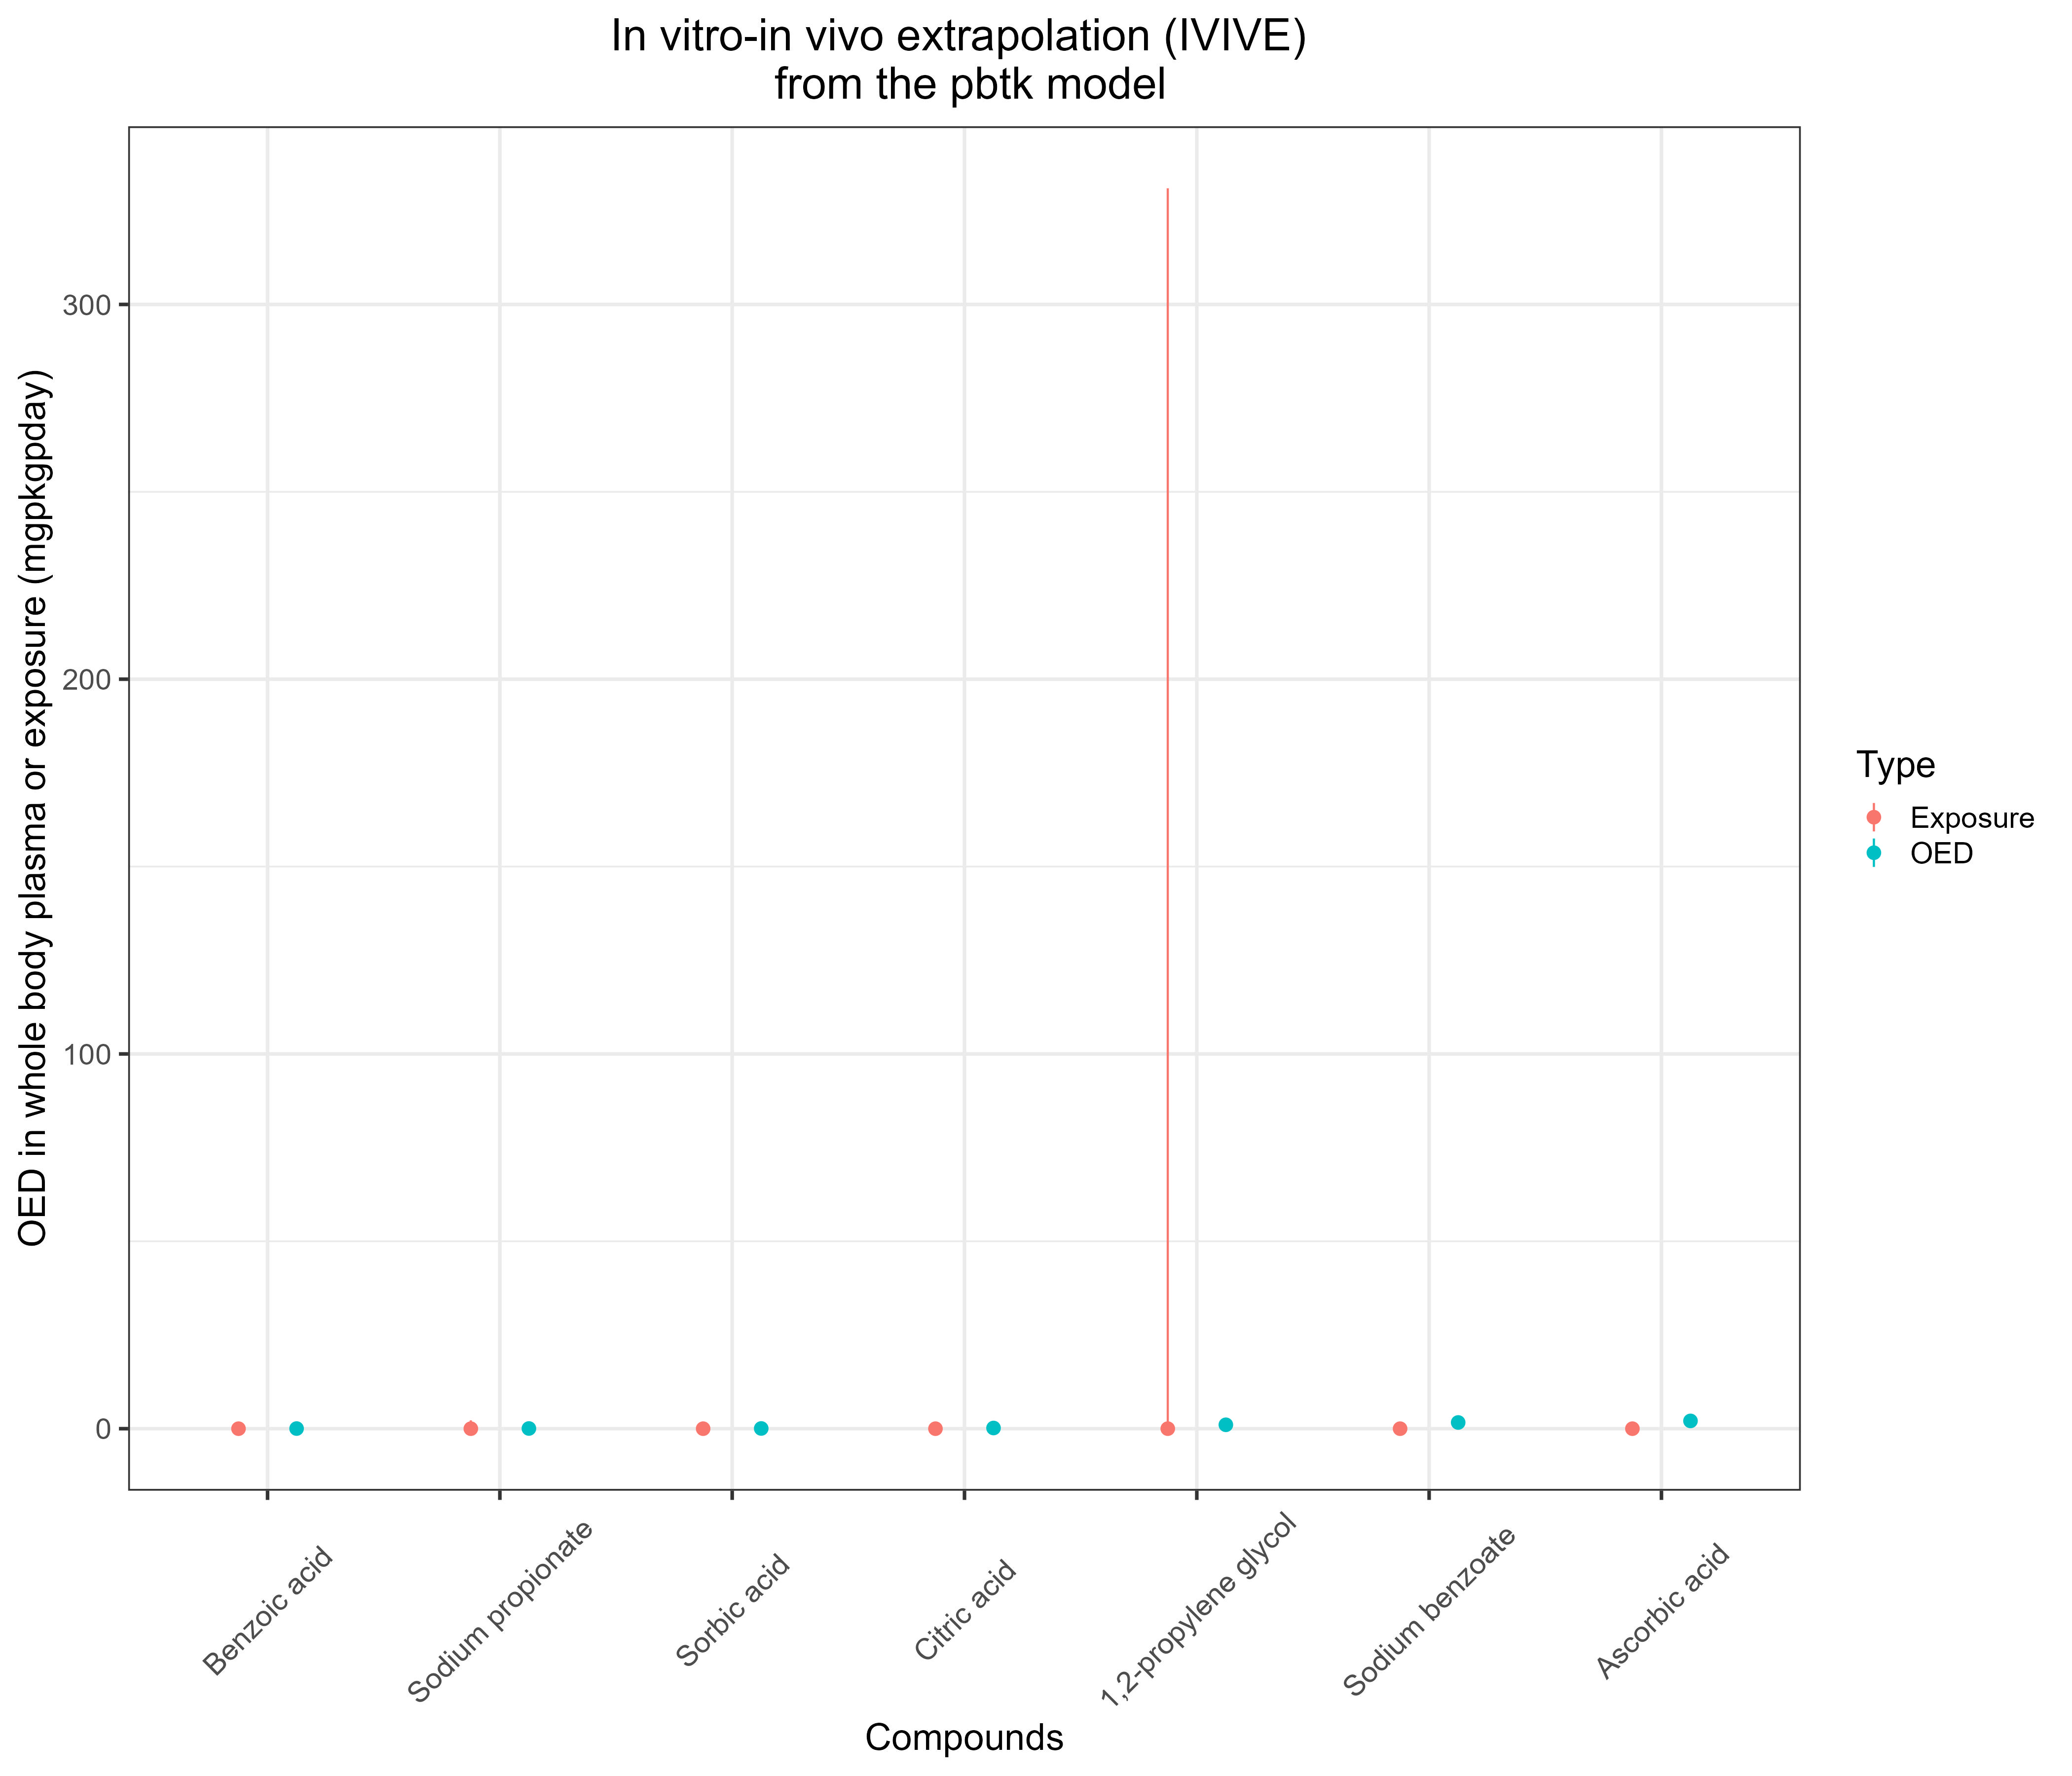 In vitro-in vivo extrapolation (IVIVE)
from the pbtk model
OED in whole body plasma or exposure (mgpkgpday)
300
200
100
0
Benzoic acid
Sodium propionate
Sorbic acid
Citric acid
1,2-propylene glycol
Sodium benzoate
Ascorbic acid
Compounds
Type
Exposure
OED